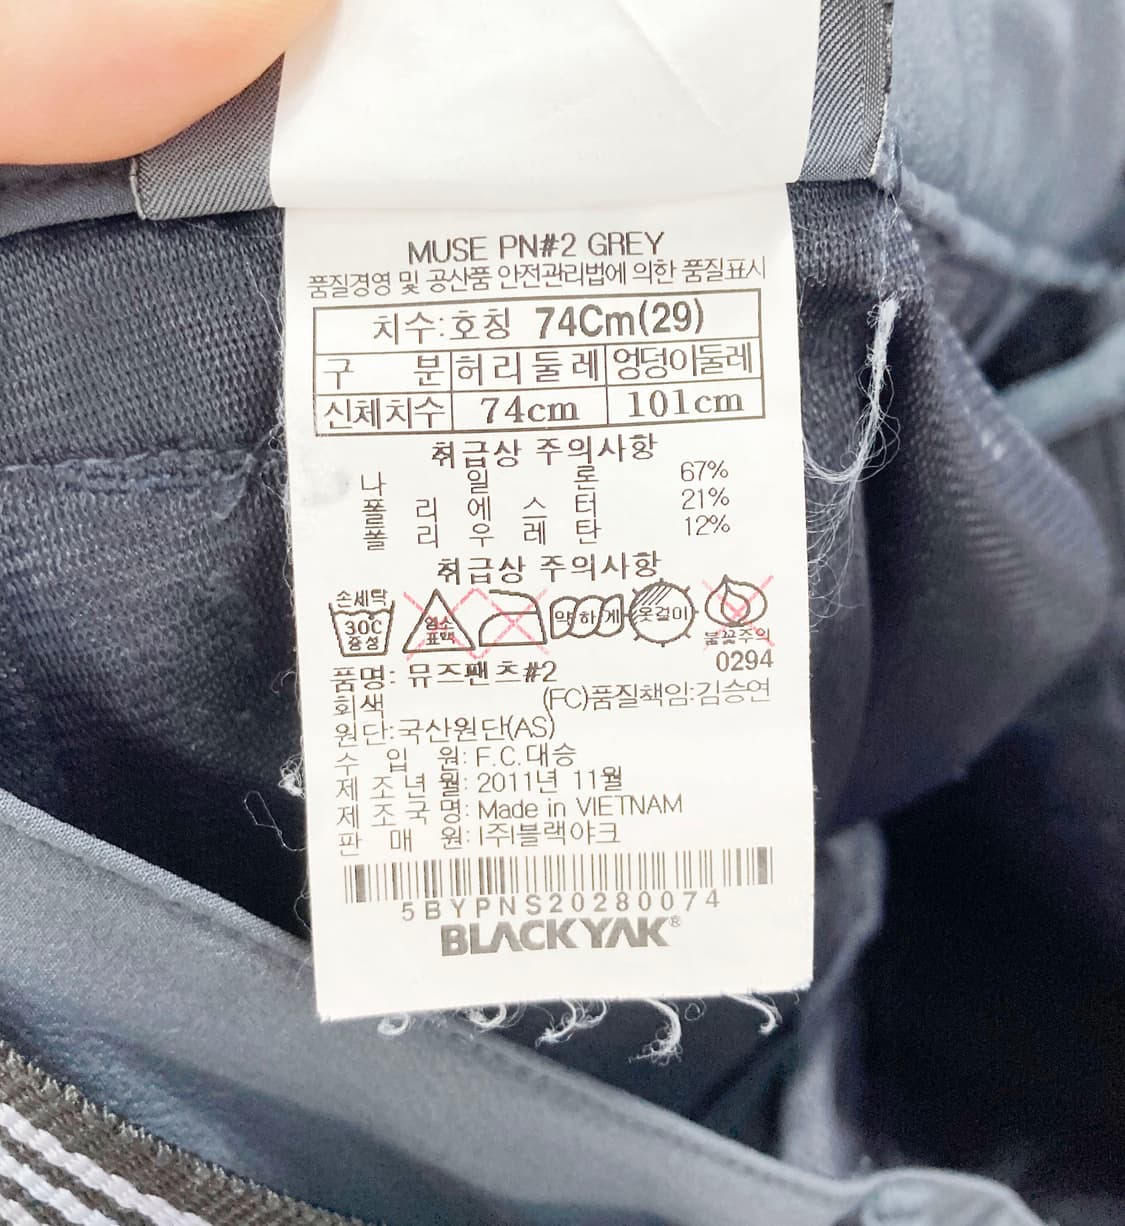 MUSE PN#2 GREY
품질경영 및 공산품 안전관리법에 의한 품질표시
치수:호칭 74Cm(29)
구 분 허리둘레 엉덩이둘레
신체치수 74cm 101cm
취급상 주의사항
나 일 론 67%
폴 리 에 스 터 21%
폴 리 우 레 탄 12%
취급상 주의사항
손세탁
30℃
중성
염소
표백
약하게
옷걸이
불꽃주의
0294
품명: 뮤즈팬츠#2
회색 (FC)품질책임:김승연
원단:국산원단(AS)
수 입 원: F.C.대승
제 조 년 월: 2011년 11월
제 조 국 명: Made in VIETNAM
판 매 원: (주)블랙야크
5BYPNS20280074
BLACKYAK®